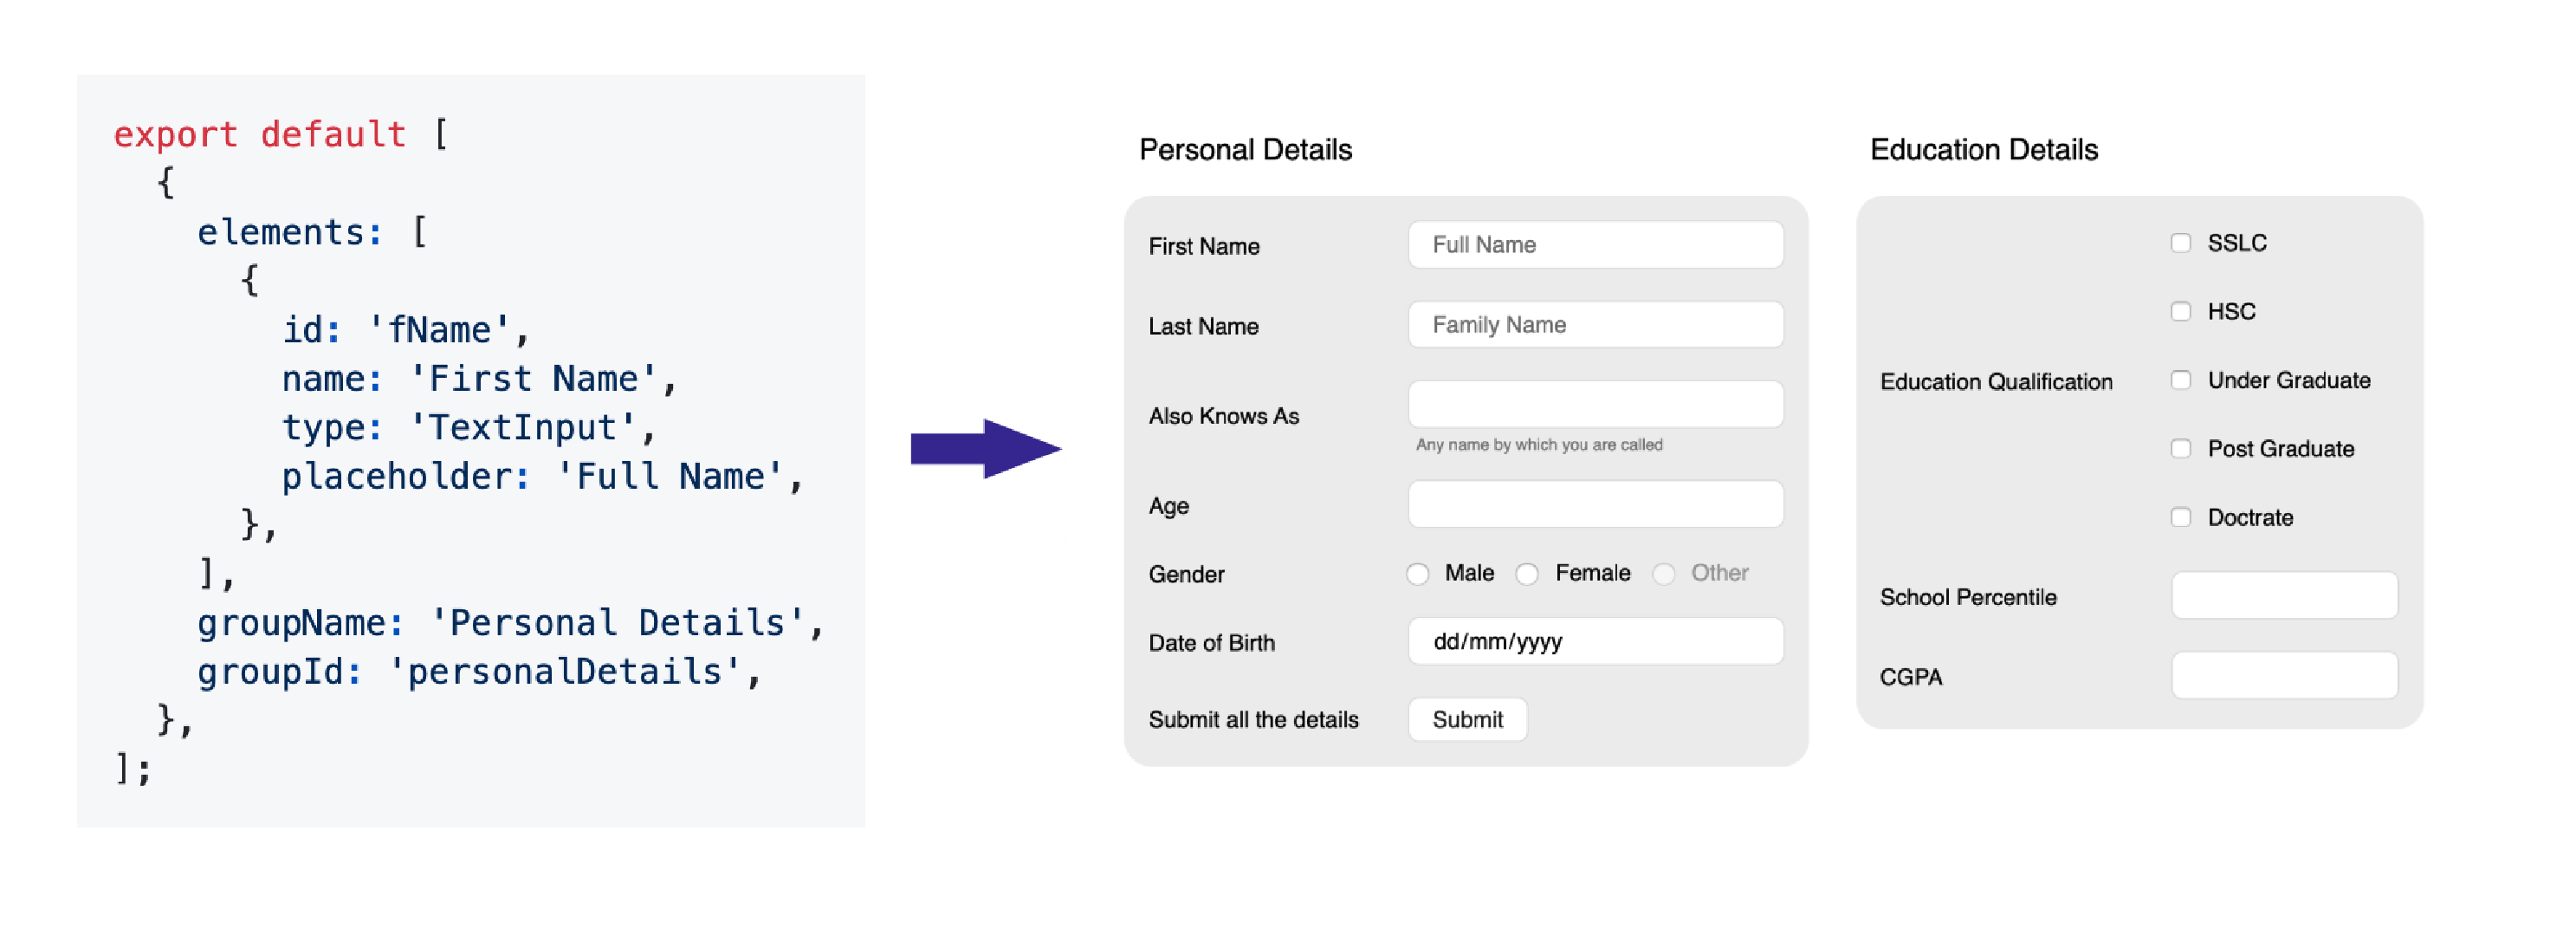 export default [
{
elements: [
{
id: 'fName',
name: 'First Name',
type: 'TextInput',
placeholder: 'Full Name',
},
],
groupName: 'Personal Details',
groupId: 'personalDetails',
},
];
Personal Details
First Name
Full Name
Last Name
Family Name
Also Knows As
Any name by which you are called
Age
Gender
Male Female Other
Date of Birth
dd/mm/yyyy
Submit all the details
Submit
Education Details
Education Qualification
SSLC
HSC
Under Graduate
Post Graduate
Doctrate
School Percentile
CGPA